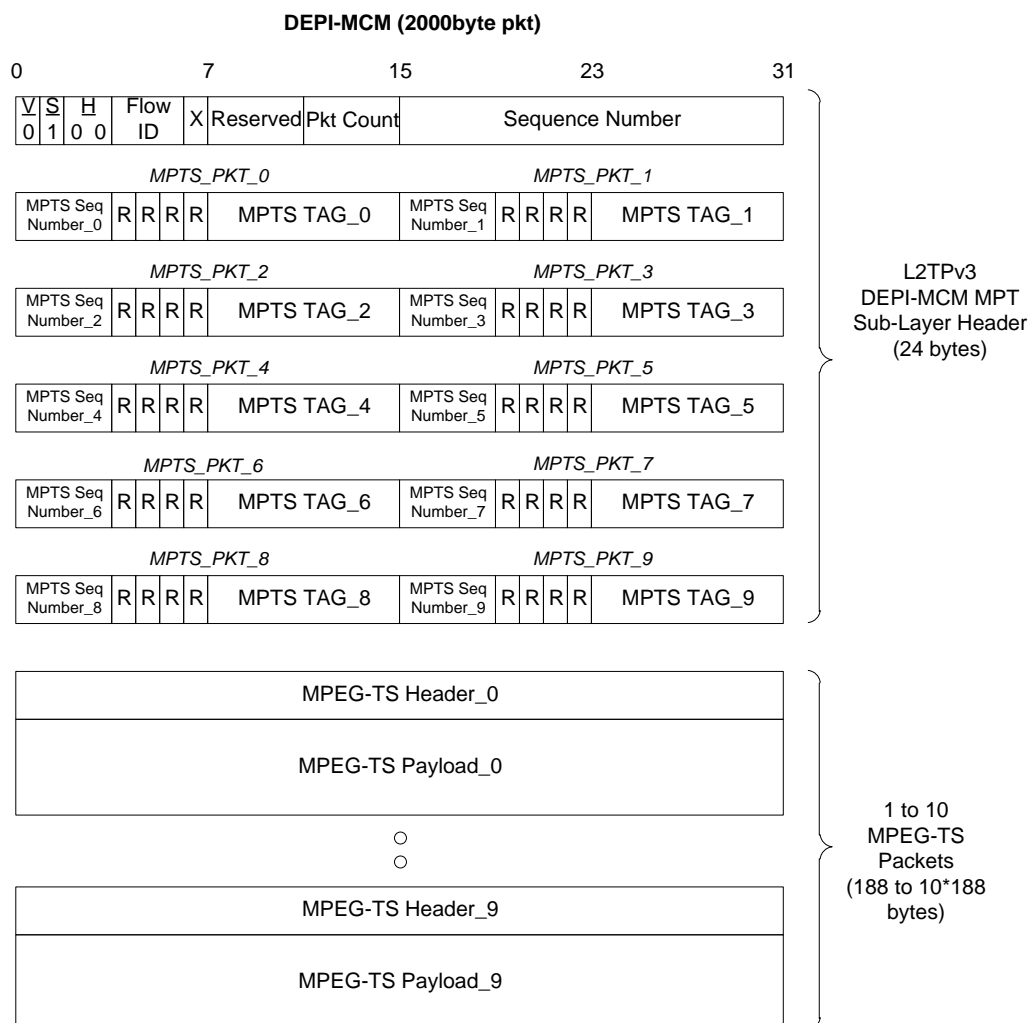 DEPI-MCM (2000byte pkt)
0 7 15 23 31
V S H Flow X Reserved Pkt Count Sequence Number
0 1 0 0 ID
MPTS_PKT_0 MPTS_PKT_1
MPTS Seq R R R R MPTS TAG_0 MPTS Seq R R R R MPTS TAG_1
Number_0 Number_1
MPTS_PKT_2 MPTS_PKT_3
MPTS Seq R R R R MPTS TAG_2 MPTS Seq R R R R MPTS TAG_3
Number_2 Number_3
MPTS_PKT_4 MPTS_PKT_5
MPTS Seq R R R R MPTS TAG_4 MPTS Seq R R R R MPTS TAG_5
Number_4 Number_5
MPTS_PKT_6 MPTS_PKT_7
MPTS Seq R R R R MPTS TAG_6 MPTS Seq R R R R MPTS TAG_7
Number_6 Number_7
MPTS_PKT_8 MPTS_PKT_9
MPTS Seq R R R R MPTS TAG_8 MPTS Seq R R R R MPTS TAG_9
Number_8 Number_9
L2TPv3
DEPI-MCM MPT
Sub-Layer Header
(24 bytes)
MPEG-TS Header_0
MPEG-TS Payload_0
MPEG-TS Header_9
MPEG-TS Payload_9
1 to 10
MPEG-TS
Packets
(188 to 10*188
bytes)